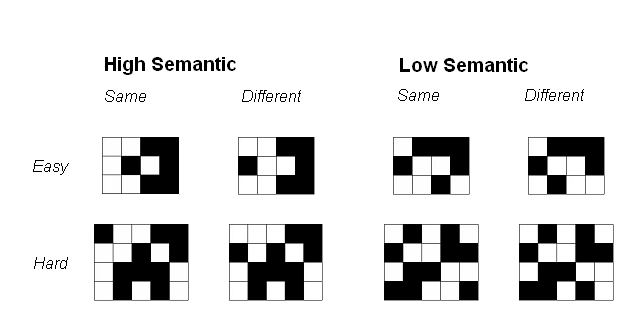 High Semantic Low Semantic
Same Different Same Different
Easy
Hard